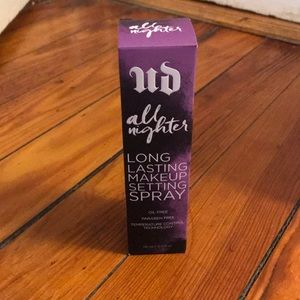 all
nighter
UD
all
nighter
LONG
LASTING
MAKEUP
SETTING
SPRAY
OIL FREE
PARABEN FREE
TEMPERATURE CONTROL
TECHNOLOGY